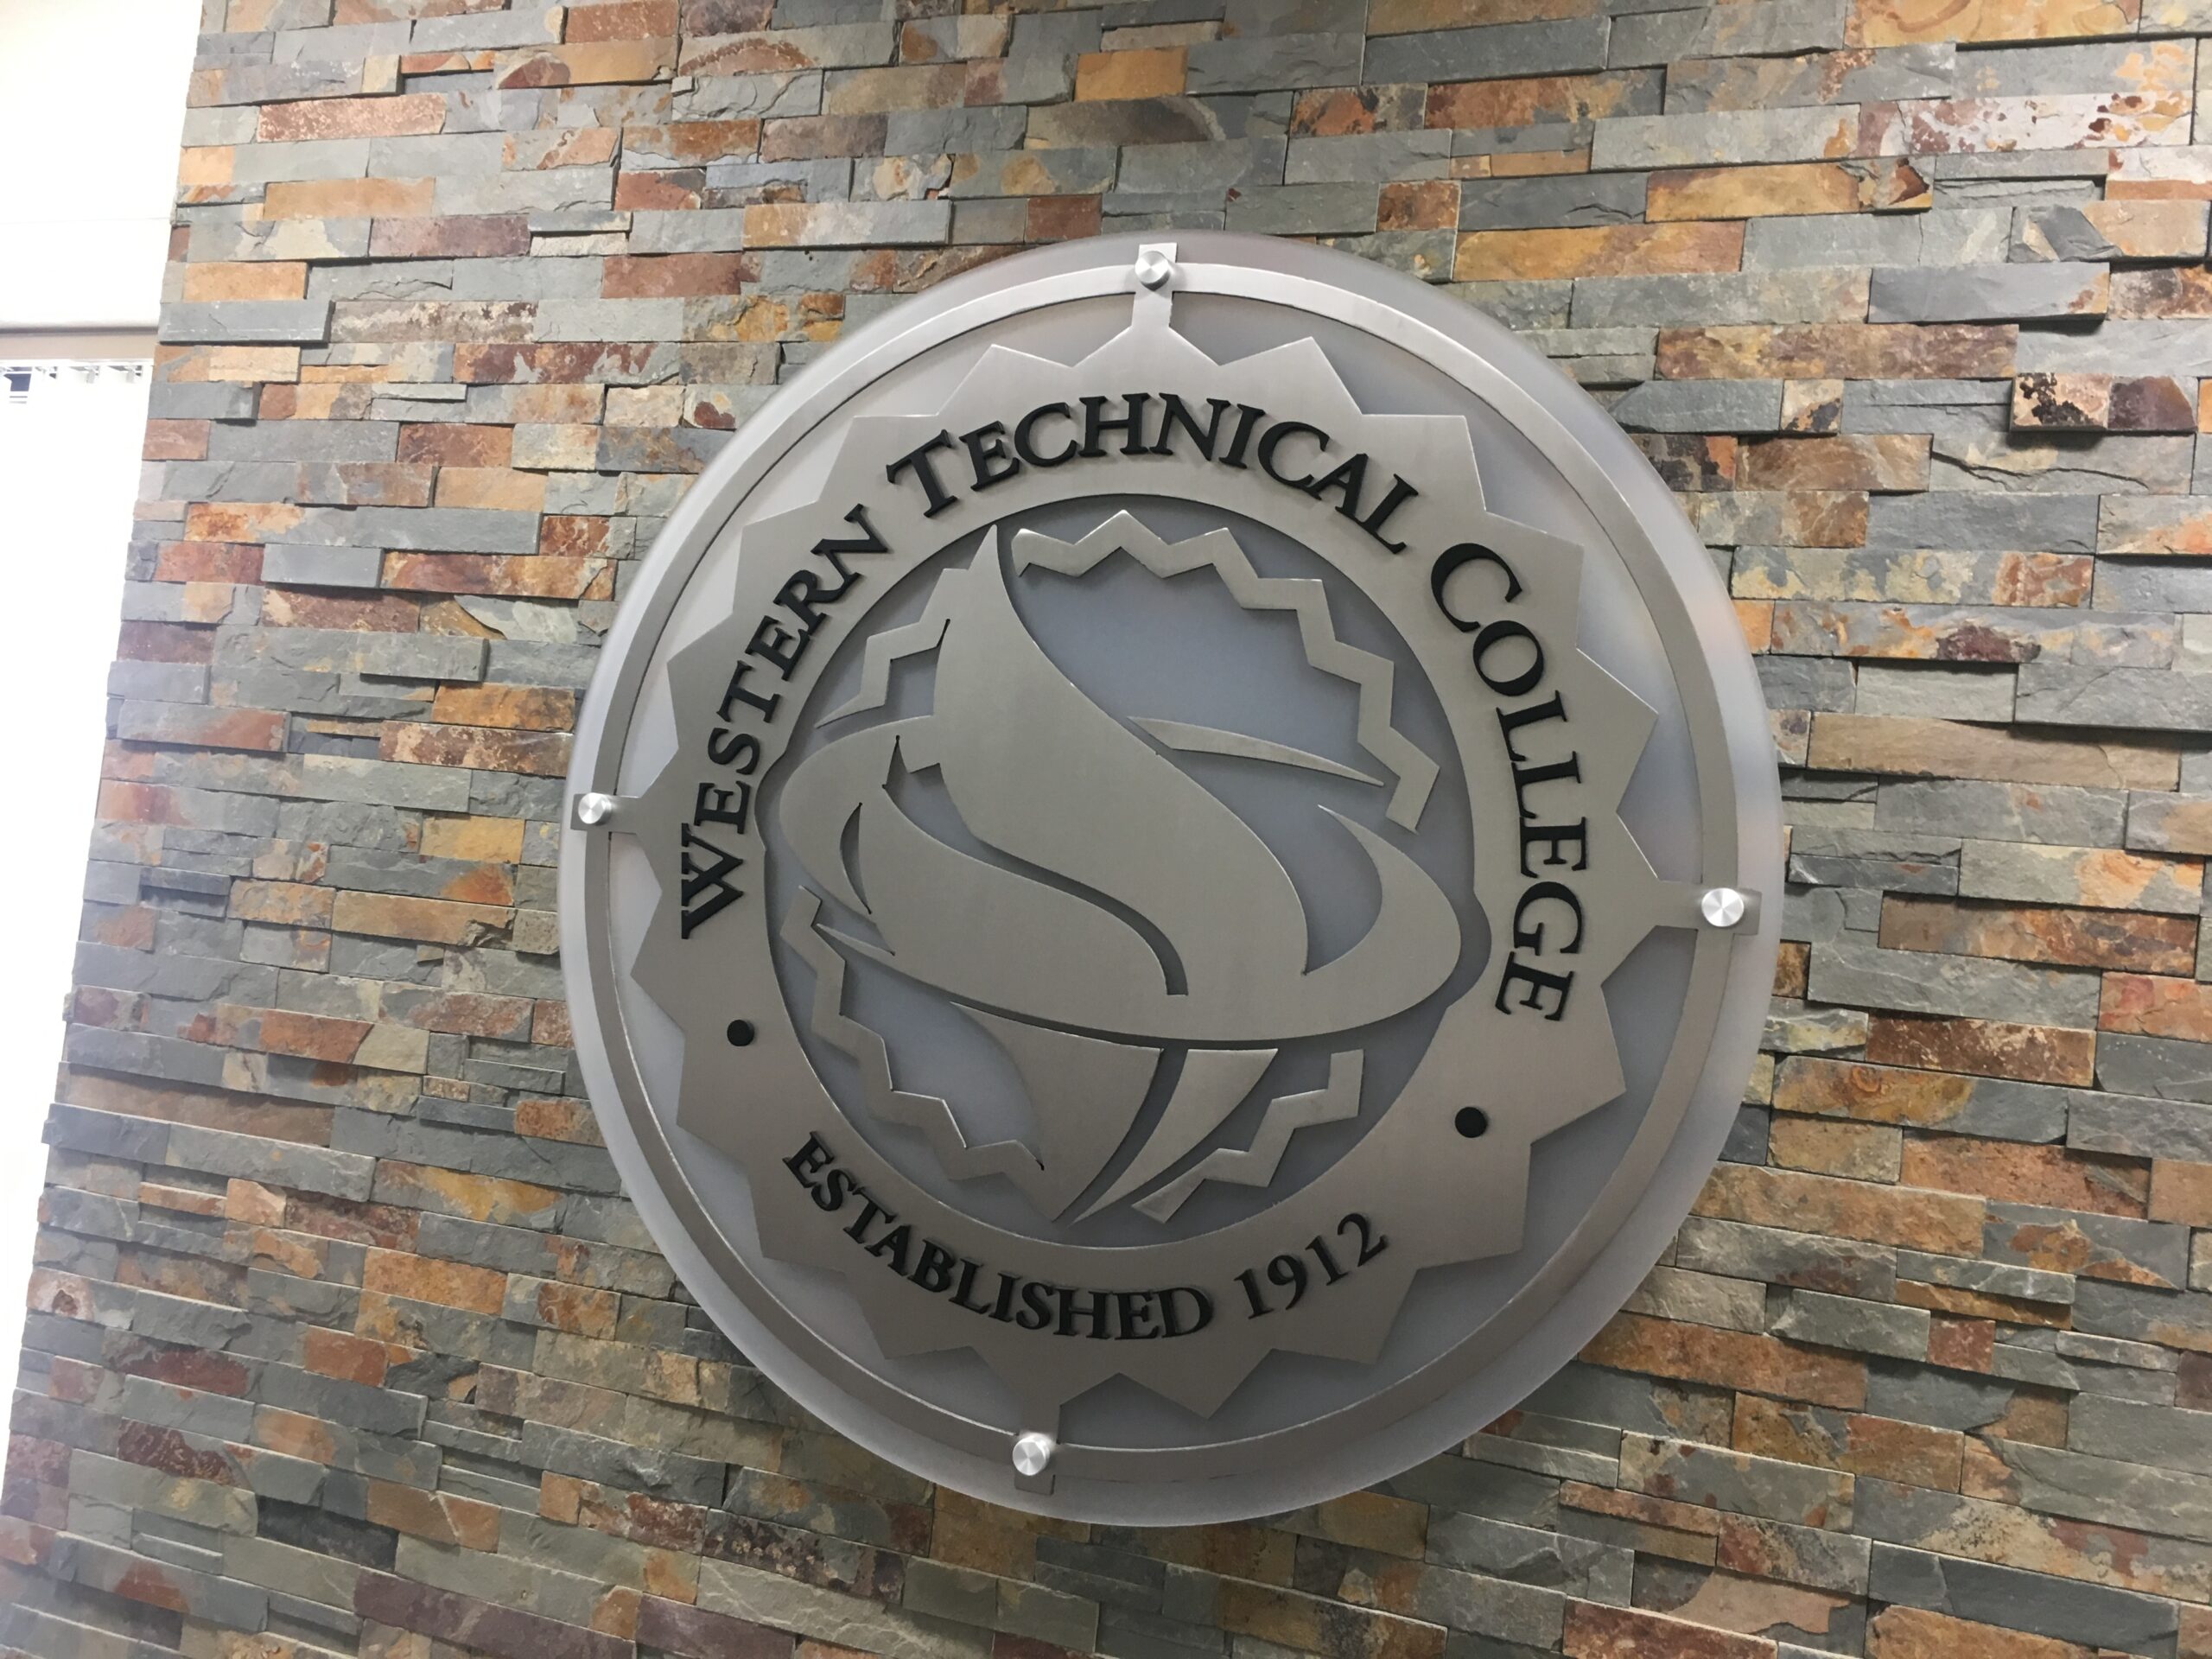 WESTERN TECHNICAL COLLEGE
ESTABLISHED 1912